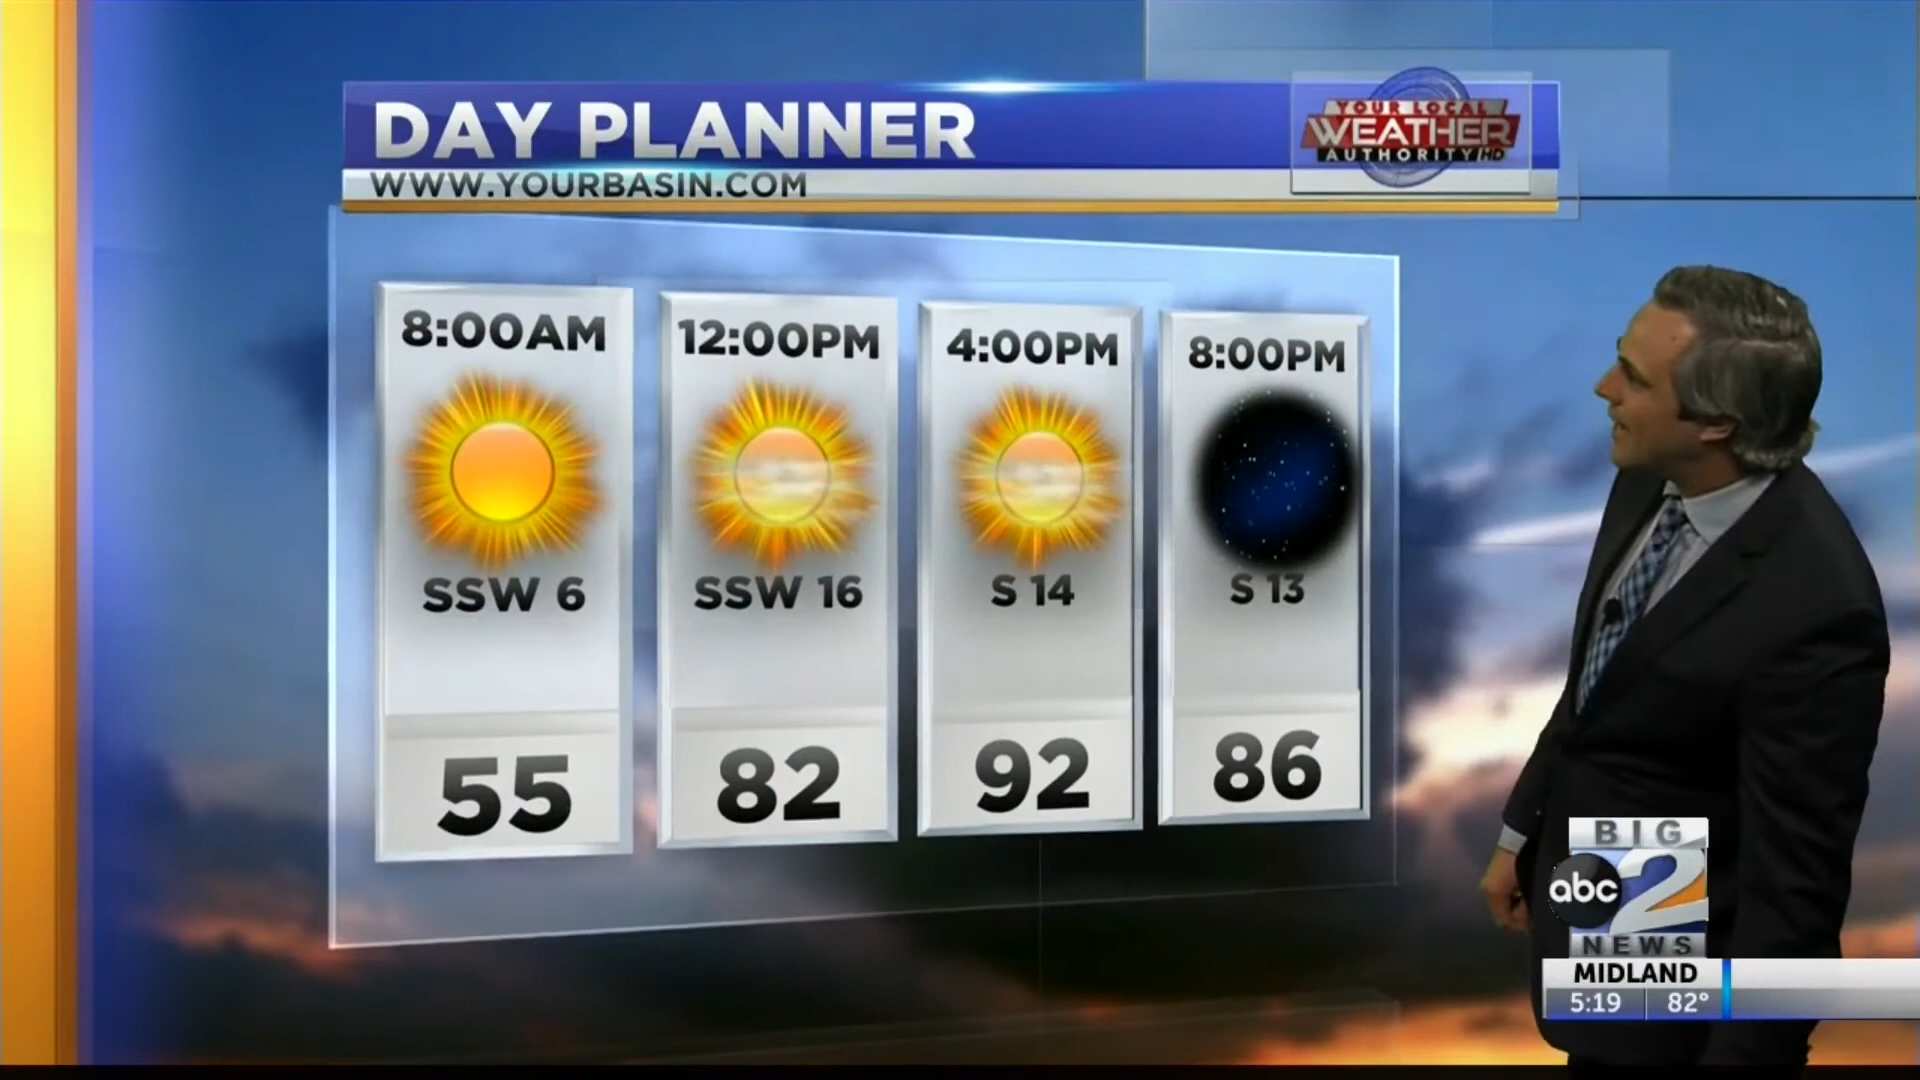 DAY PLANNER
WWW.YOURBASIN.COM
YOUR LOCAL
WEATHER
AUTHORITY HD
8:00AM
SSW 6
55
12:00PM
SSW 16
82
4:00PM
S 14
92
8:00PM
S 13
86
BIG
abc 2
NEWS
MIDLAND
5:19 82°